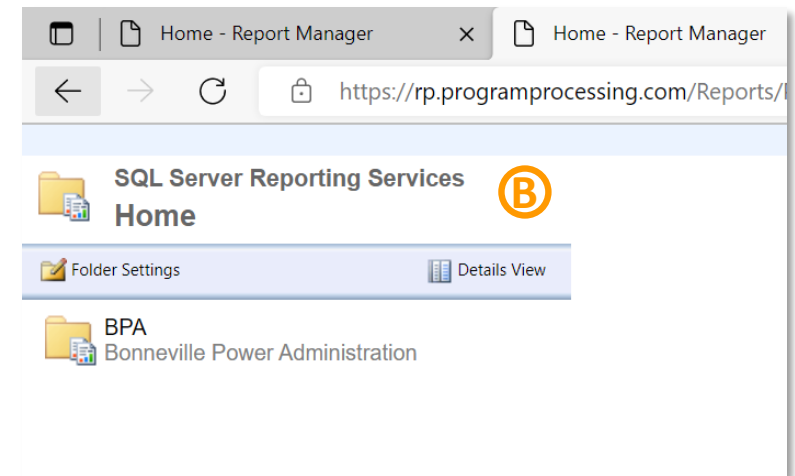 Home - Report Manager
Home - Report Manager
https://rp.programprocessing.com/Reports/
SQL Server Reporting Services
B
Home
Folder Settings
Details View
BPA
Bonneville Power Administration